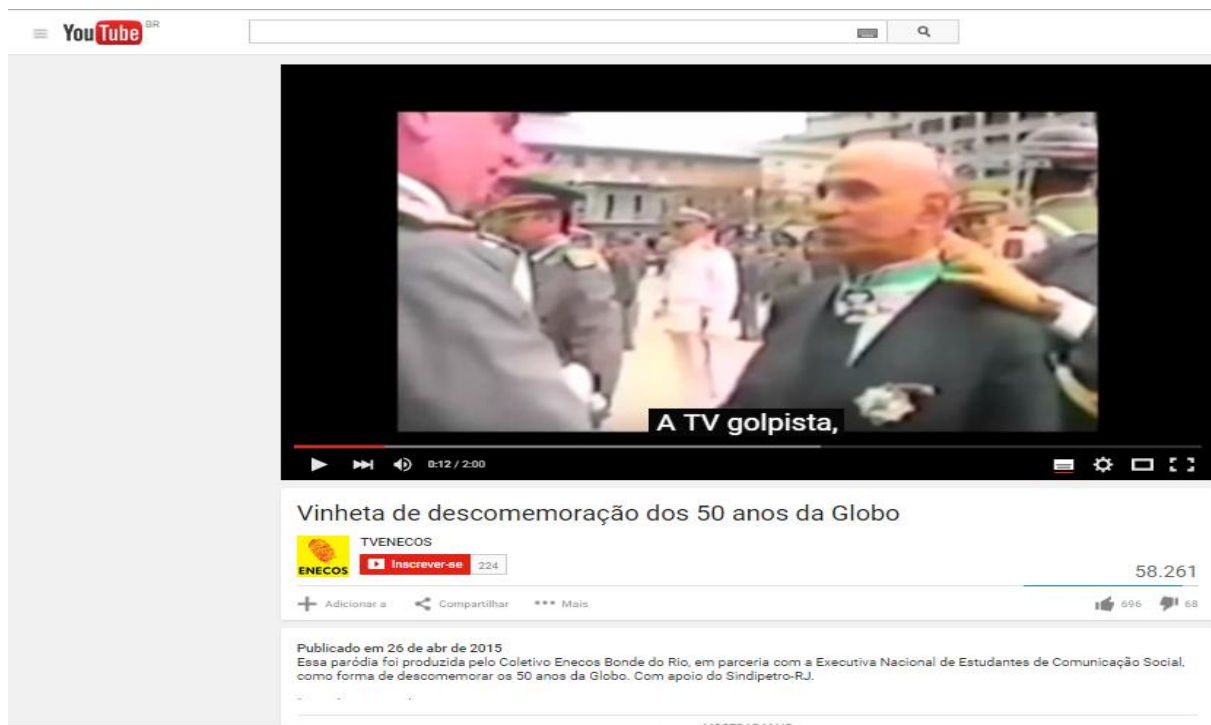 YouTube BR
A TV golpista,
0:12 / 2:00
Vinheta de descomemoração dos 50 anos da Globo
TVENECOS
ENECOS
Inscrever-se 224
58.261
Adicionar a Compartilhar Mais 696 68
Publicado em 26 de abr de 2015
Essa paródia foi produzida pelo Coletivo Enecos Bonde do Rio, em parceria com a Executiva Nacional de Estudantes de Comunicação Social,
como forma de descomemorar os 50 anos da Globo. Com apoio do Sindipetro-RJ.